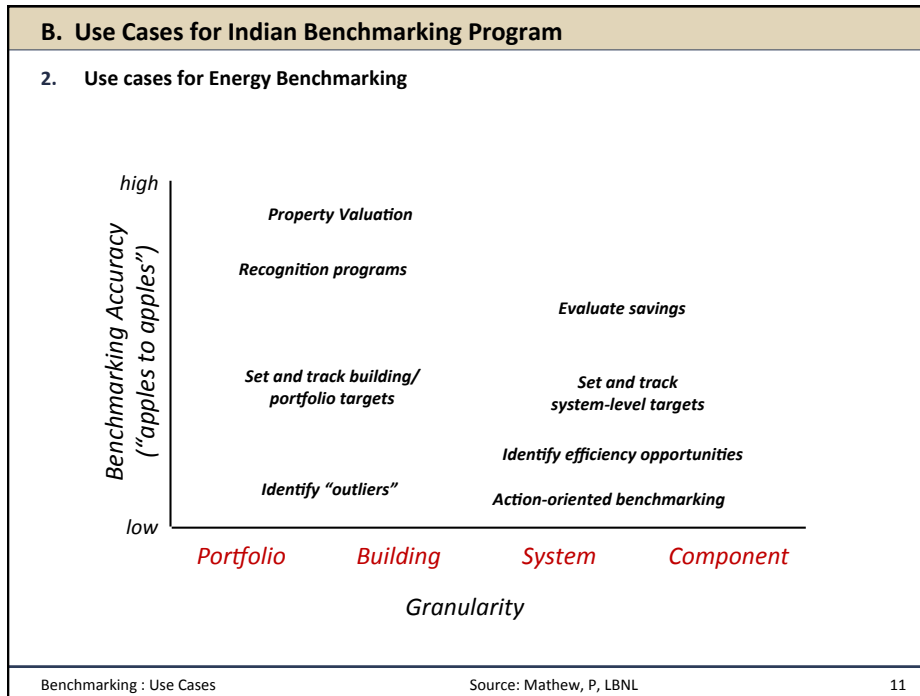 B. Use Cases for Indian Benchmarking Program
2. Use cases for Energy Benchmarking
high
Benchmarking Accuracy
(“apples to apples”)
low
Property Valuation
Recognition programs
Evaluate savings
Set and track building/
portfolio targets
Set and track
system-level targets
Identify efficiency opportunities
Identify “outliers”
Action-oriented benchmarking
Portfolio Building System Component
Granularity
Benchmarking : Use Cases Source: Mathew, P, LBNL 11